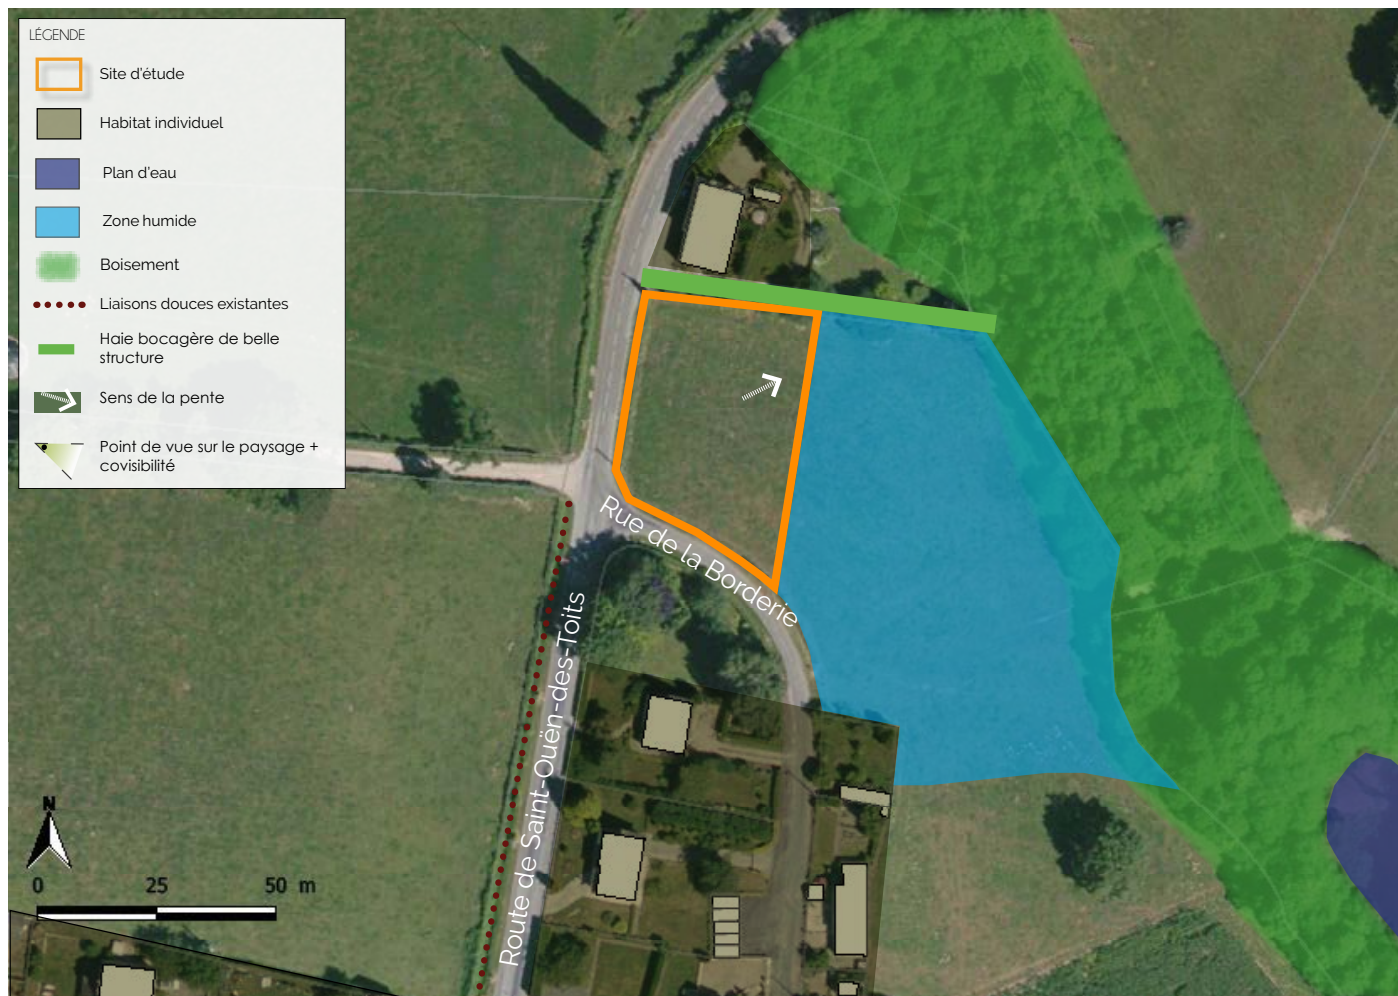 LÉGENDE
Site d'étude
Habitat individuel
Plan d'eau
Zone humide
Boisement
Liaisons douces existantes
Haie bocagère de belle
structure
Sens de la pente
Point de vue sur le paysage +
covisibilité
Rue de la Borderie
Route de Saint-Ouën-des-Toits
N
0 25 50 m